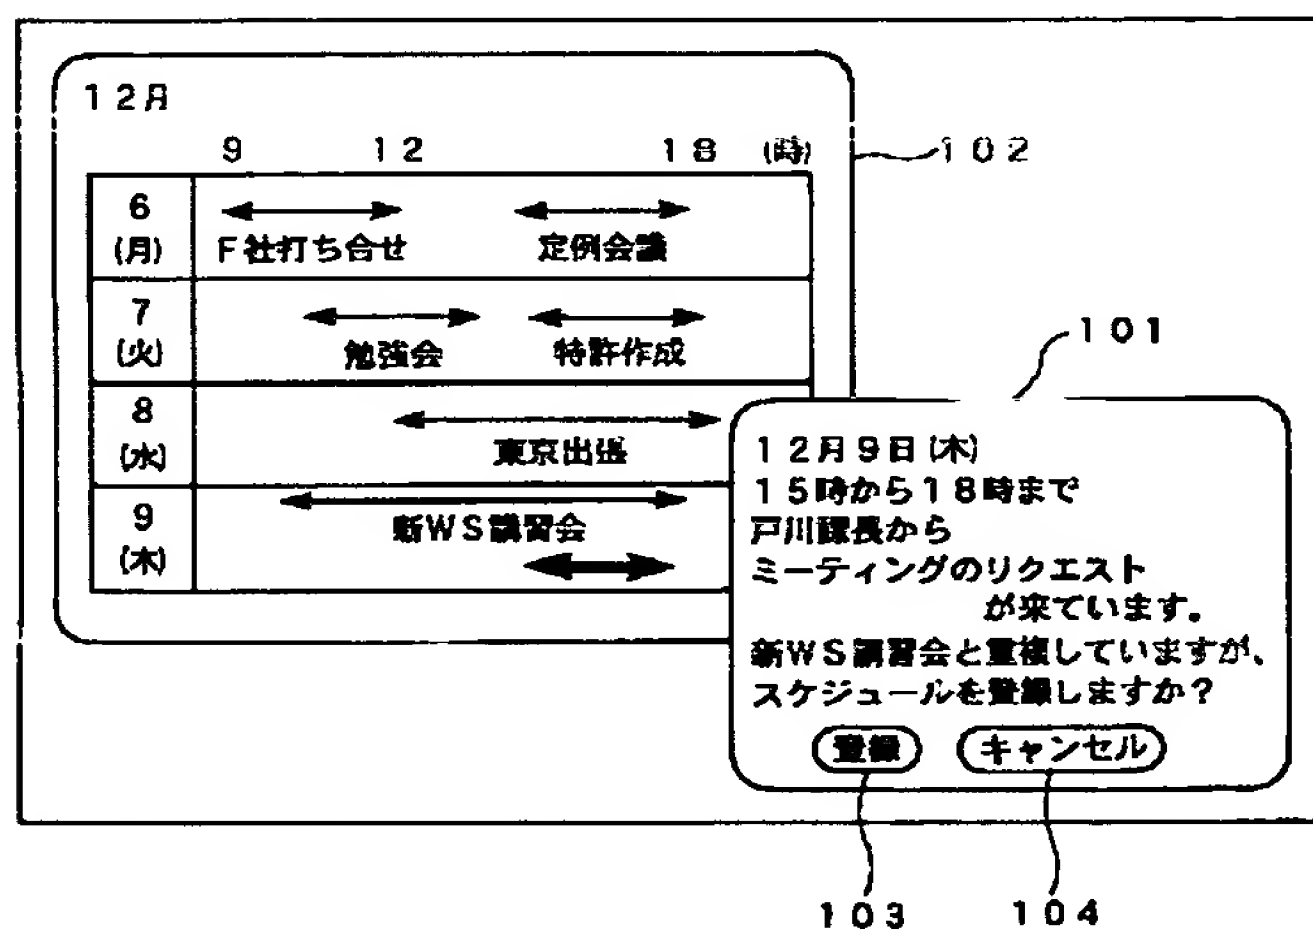 12月
9 12 18 (時)
102
6
(月)
F社打ち合せ 定例会議
7
(火)
勉強会 特許作成
8
(水)
東京出張
9
(木)
新WS講習会
101
12月9日(木)
15時から18時まで
戸川課長から
ミーティングのリクエスト
が来ています。
新WS講習会と重複していますが、
スケジュールを登録しますか?
登録 キャンセル
103 104